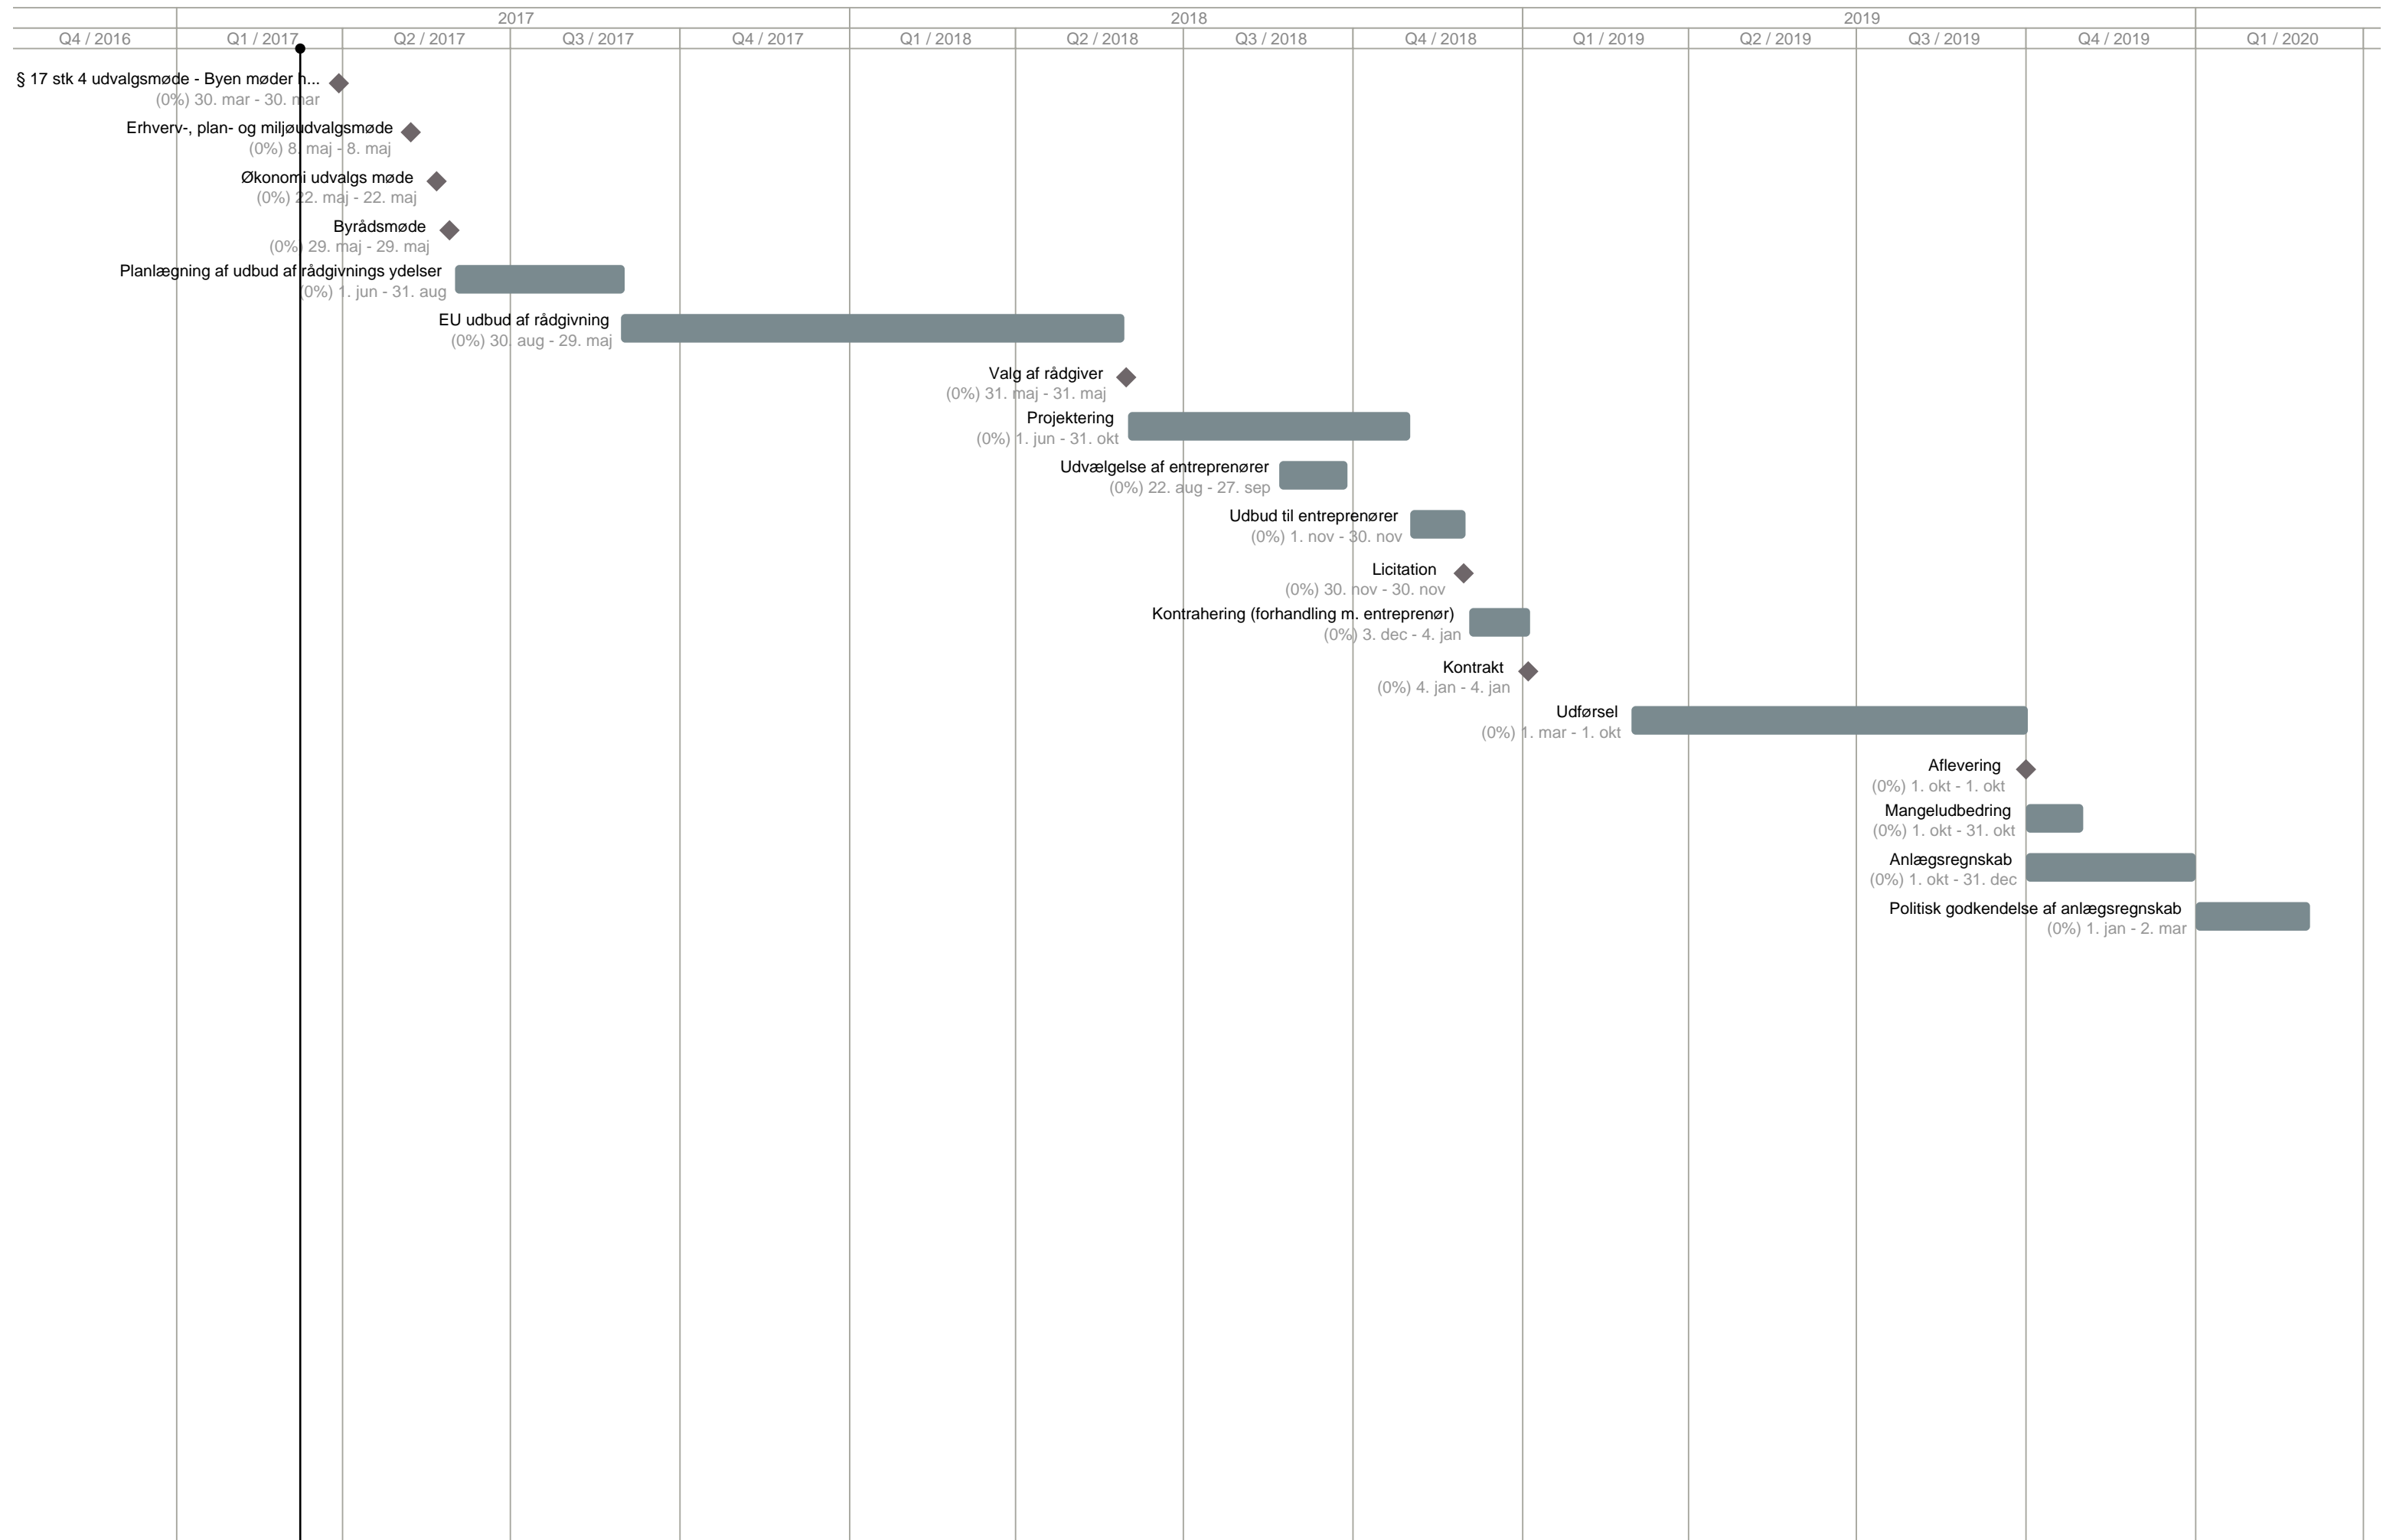 2017 2018 2019
Q4 / 2016 Q1 / 2017 Q2 / 2017 Q3 / 2017 Q4 / 2017 Q1 / 2018 Q2 / 2018 Q3 / 2018 Q4 / 2018 Q1 / 2019 Q2 / 2019 Q3 / 2019 Q4 / 2019 Q1 / 2020
§ 17 stk 4 udvalgsmøde - Byen møder h...
(0%) 30. mar - 30. mar
Erhverv-, plan- og miljøudvalgsmøde
(0%) 8. maj - 8. maj
Økonomi udvalgs møde
(0%) 22. maj - 22. maj
Byrådsmøde
(0%) 29. maj - 29. maj
Planlægning af udbud af rådgivnings ydelser
(0%) 1. jun - 31. aug
EU udbud af rådgivning
(0%) 30. aug - 29. maj
Valg af rådgiver
(0%) 31. maj - 31. maj
Projektering
(0%) 1. jun - 31. okt
Udvælgelse af entreprenører
(0%) 22. aug - 27. sep
Udbud til entreprenører
(0%) 1. nov - 30. nov
Licitation
(0%) 30. nov - 30. nov
Kontrahering (forhandling m. entreprenør)
(0%) 3. dec - 4. jan
Kontrakt
(0%) 4. jan - 4. jan
Udførsel
(0%) 1. mar - 1. okt
Aflevering
(0%) 1. okt - 1. okt
Mangeludbedring
(0%) 1. okt - 31. okt
Anlægsregnskab
(0%) 1. okt - 31. dec
Politisk godkendelse af anlægsregnskab
(0%) 1. jan - 2. mar